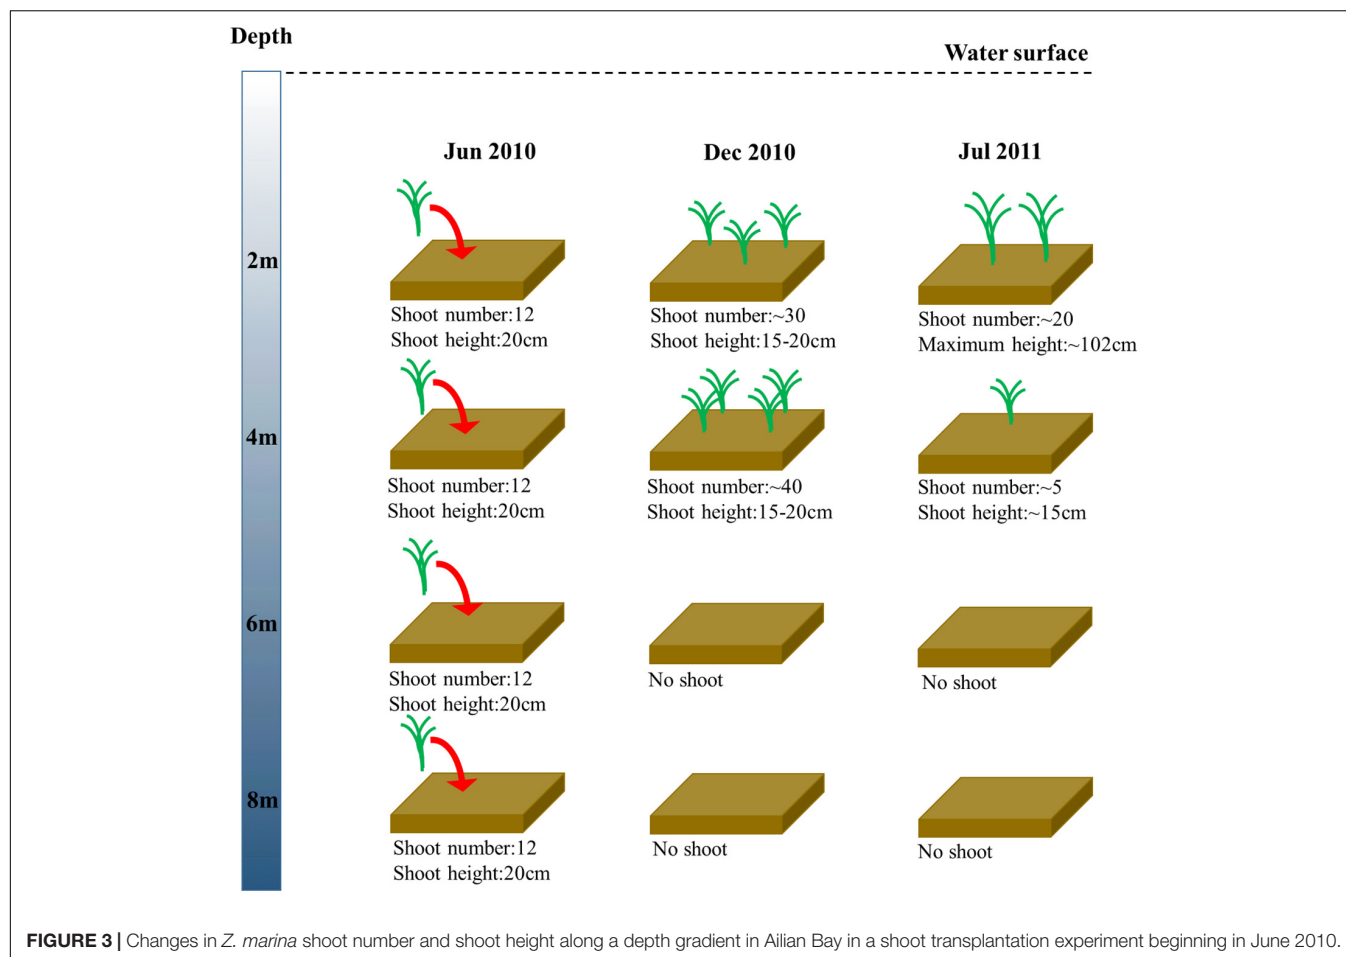 Depth
Water surface
Jun 2010
Dec 2010
Jul 2011
2m
Shoot number:12
Shoot height:20cm
Shoot number:~30
Shoot height:15-20cm
Shoot number:~20
Maximum height:~102cm
4m
Shoot number:12
Shoot height:20cm
Shoot number:~40
Shoot height:15-20cm
Shoot number:~5
Shoot height:~15cm
6m
Shoot number:12
Shoot height:20cm
No shoot
No shoot
8m
Shoot number:12
Shoot height:20cm
No shoot
No shoot
FIGURE 3 | Changes in Z. marina shoot number and shoot height along a depth gradient in Ailian Bay in a shoot transplantation experiment beginning in June 2010.